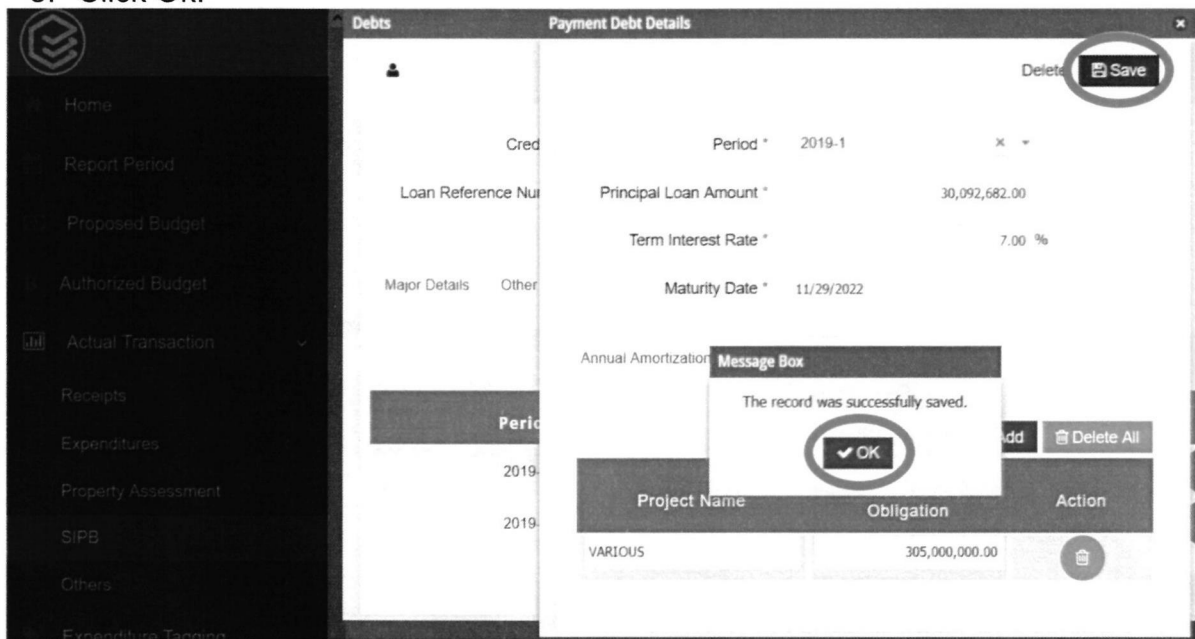 Click OK.
Debts
Payment Debt Details
Delete
Save
Home
Report Period
Proposed Budget
Authorized Budget
Actual Transaction
Receipts
Expenditures
Property Assessment
SIPB
Others
Expenditure Tagging
Cred
Loan Reference Nu
Major Details Other
Perio
2019-
2019-
Period * 2019-1
Principal Loan Amount * 30,092,682.00
Term Interest Rate * 7.00 %
Maturity Date * 11/29/2022
Annual Amortization
Message Box
The record was successfully saved.
OK
Add
Delete All
Project Name
Obligation
Action
VARIOUS 305,000,000.00